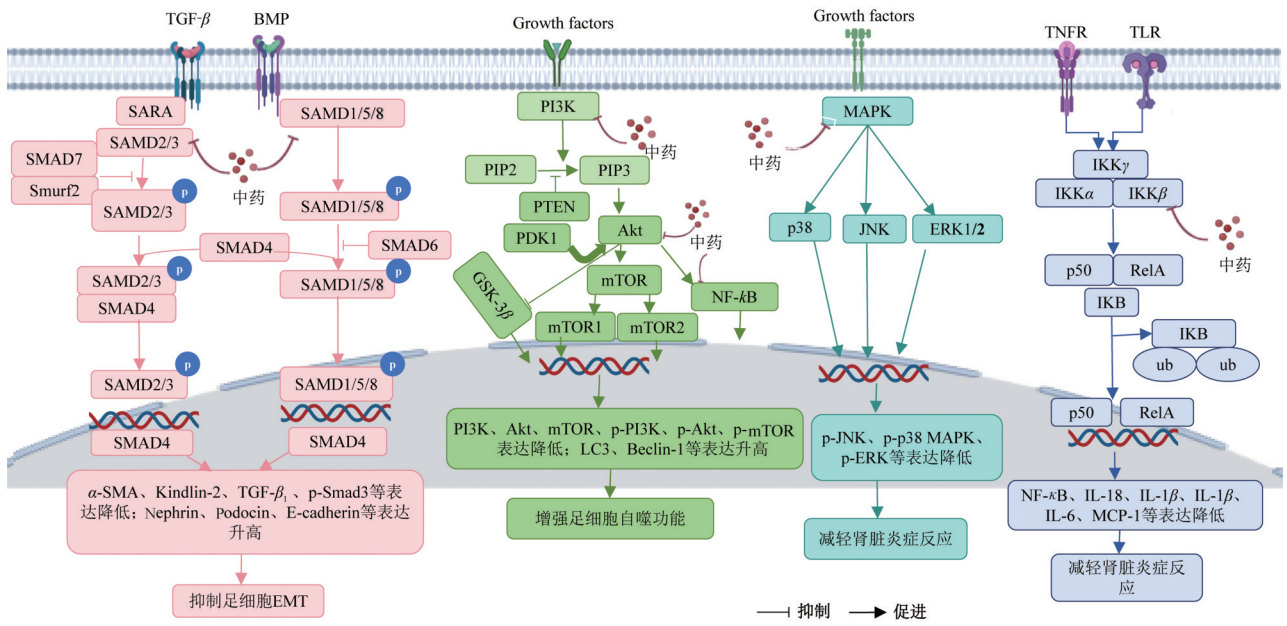 TGF-β
BMP
SARA
SAMD2/3
SMAD7
Smurf2
SAMD2/3
p
中药
SAMD1/5/8
SAMD1/5/8
p
SMAD4
SMAD6
SAMD2/3
p
SMAD4
SAMD1/5/8
p
SAMD2/3
p
SMAD4
SAMD1/5/8
p
SMAD4
α-SMA、Kindlin-2、TGF-β₁、p-Smad3等表
达降低；Nephrin、Podocin、E-cadherin等表达
升高
抑制足细胞EMT
Growth factors
PI3K
中药
PIP2
PIP3
PTEN
PDK1
Akt
中药
GSK-3β
mTOR
NF-kB
mTOR1
mTOR2
PI3K、Akt、mTOR、p-PI3K、p-Akt、p-mTOR
表达降低；LC3、Beclin-1等表达升高
增强足细胞自噬功能
Growth factors
MAPK
中药
p38
JNK
ERK1/2
p-JNK、p-p38 MAPK、
p-ERK等表达降低
减轻肾脏炎症反应
TNFR
TLR
IKKγ
IKKα
IKKβ
中药
p50
RelA
IKB
IKB
ub
ub
p50
RelA
NF-κB、IL-18、IL-1β、IL-1β、
IL-6、MCP-1等表达降低
减轻肾脏炎症反
应
抑制
促进